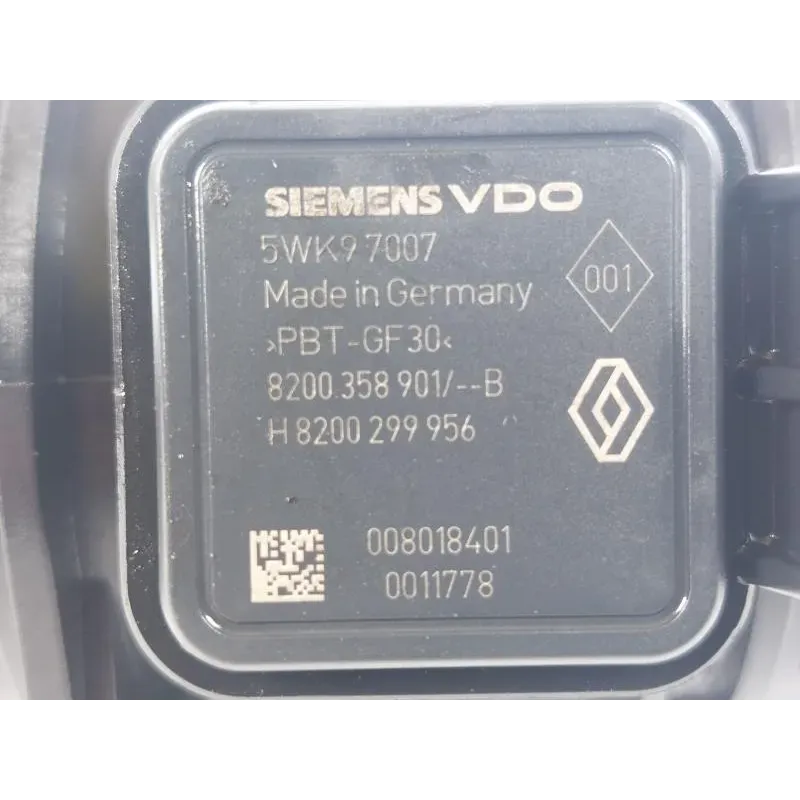 SIEMENS VDO
5WK9 7007
001
Made in Germany
>PBT-GF30<
8200 358 901/--B
H 8200 299 956
008018401
0011778